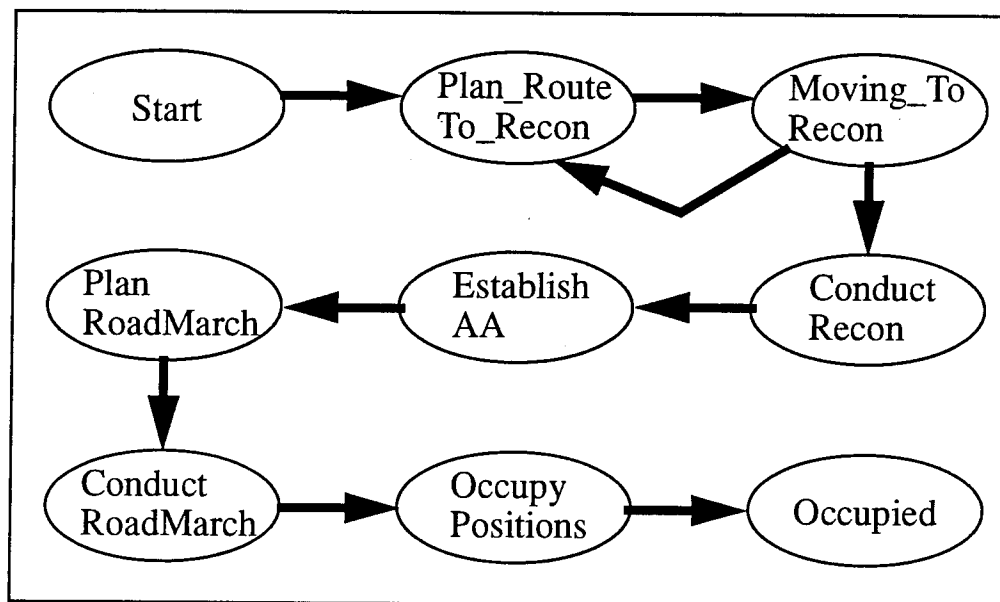 Start
Plan_Route
To_Recon
Moving_To
Recon
Plan
RoadMarch
Establish
AA
Conduct
Recon
Conduct
RoadMarch
Occupy
Positions
Occupied